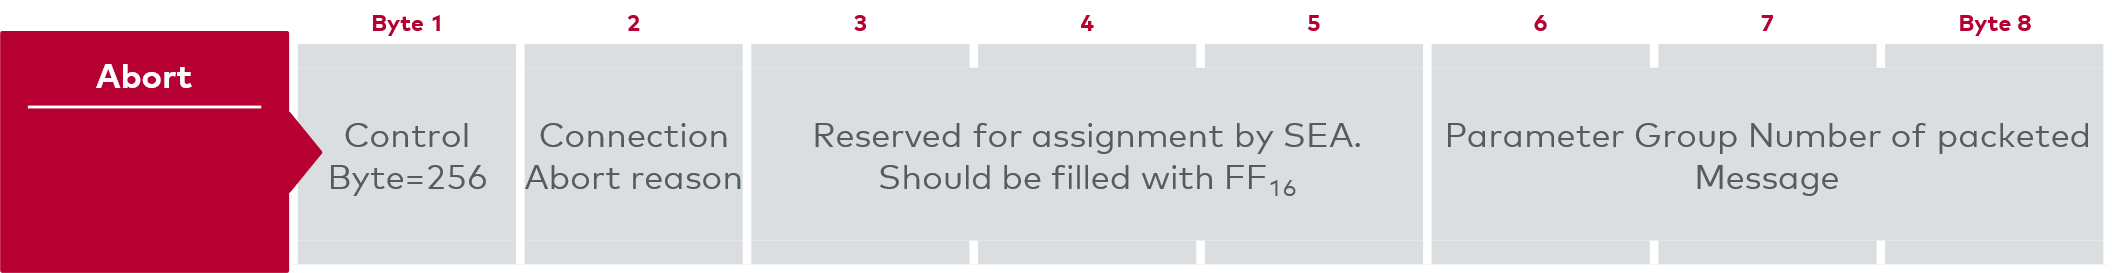 Byte 1 2 3 4 5 6 7 Byte 8
Abort
Control
Byte=256
Connection
Abort reason
Reserved for assignment by SEA.
Should be filled with FF₁₆
Parameter Group Number of packeted
Message